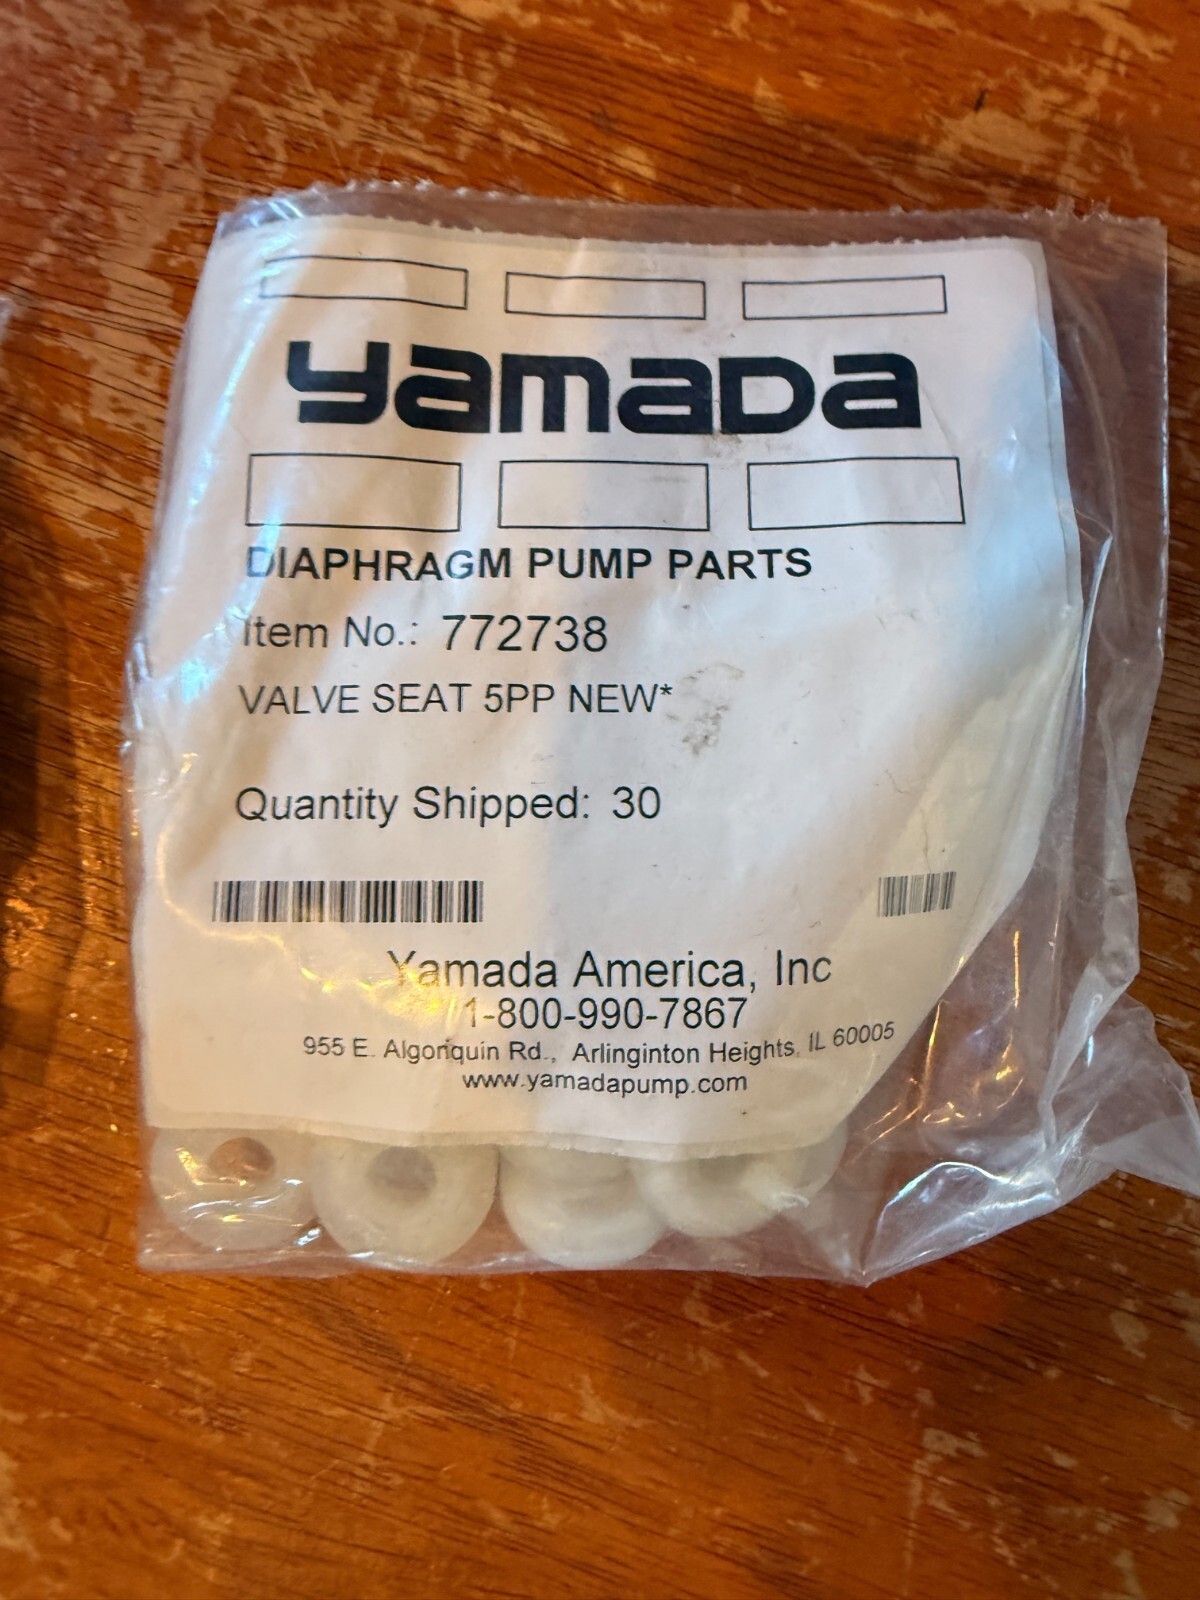 yamada
DIAPHRAGM PUMP PARTS
Item No.: 772738
VALVE SEAT 5PP NEW*
Quantity Shipped: 30
Yamada America, Inc
1-800-990-7867
955 E. Algonquin Rd., Arlinginton Heights, IL 60005
www.yamadapump.com